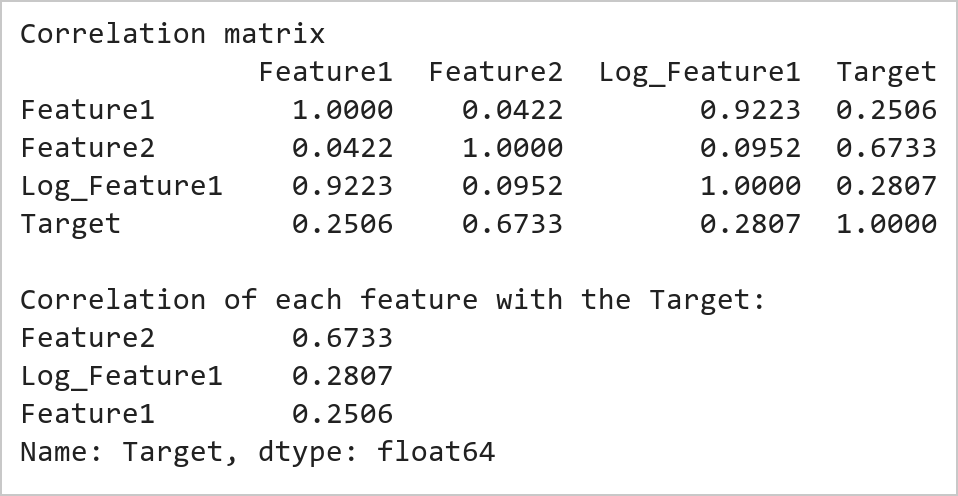 Correlation matrix
              Feature1  Feature2  Log_Feature1  Target
Feature1        1.0000    0.0422        0.9223  0.2506
Feature2        0.0422    1.0000        0.0952  0.6733
Log_Feature1    0.9223    0.0952        1.0000  0.2807
Target          0.2506    0.6733        0.2807  1.0000

Correlation of each feature with the Target:
Feature2        0.6733
Log_Feature1    0.2807
Feature1        0.2506
Name: Target, dtype: float64